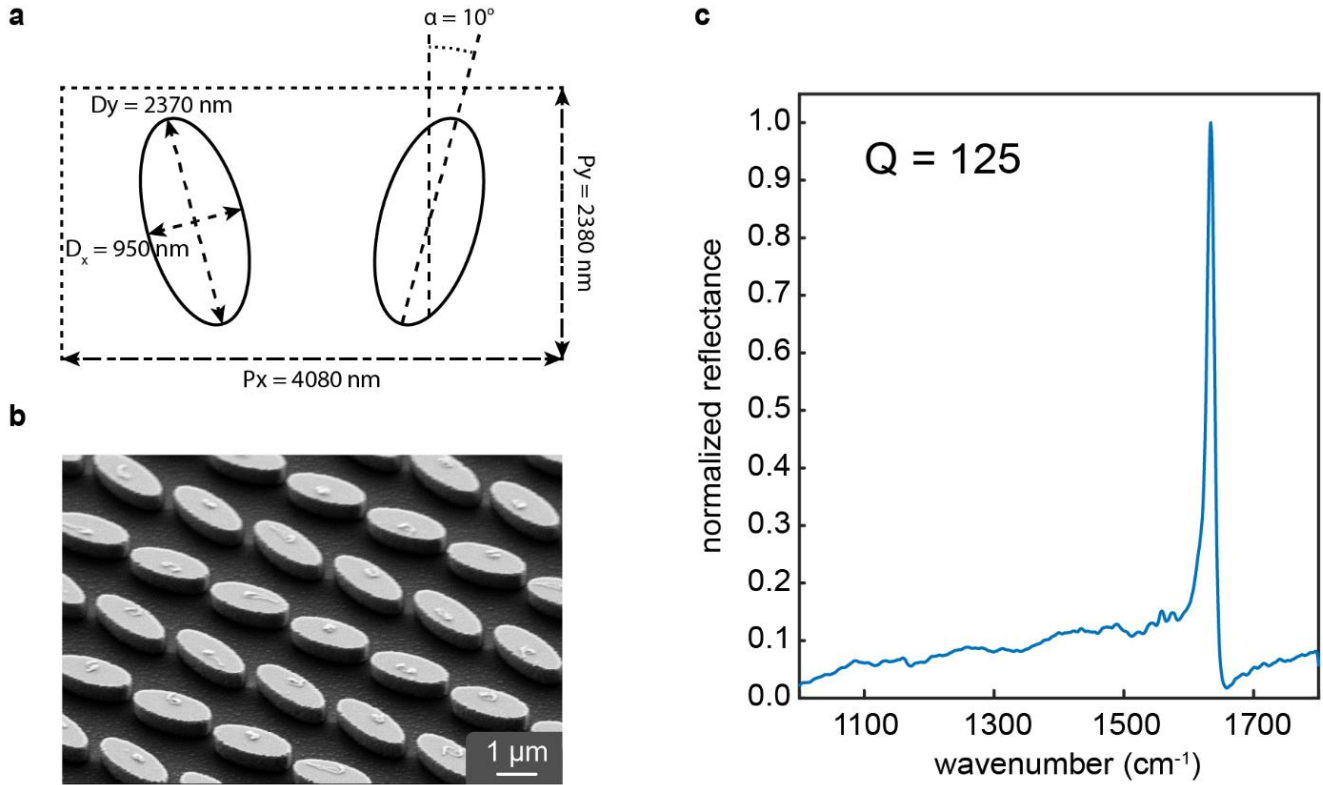 a
α = 10°
Dy = 2370 nm
Dₓ = 950 nm
Py = 2380 nm
Px = 4080 nm
b
1 μm
c
Q = 125
normalized reflectance
1.0
0.9
0.8
0.7
0.6
0.5
0.4
0.3
0.2
0.1
0.0
1100 1300 1500 1700
wavenumber (cm⁻¹)